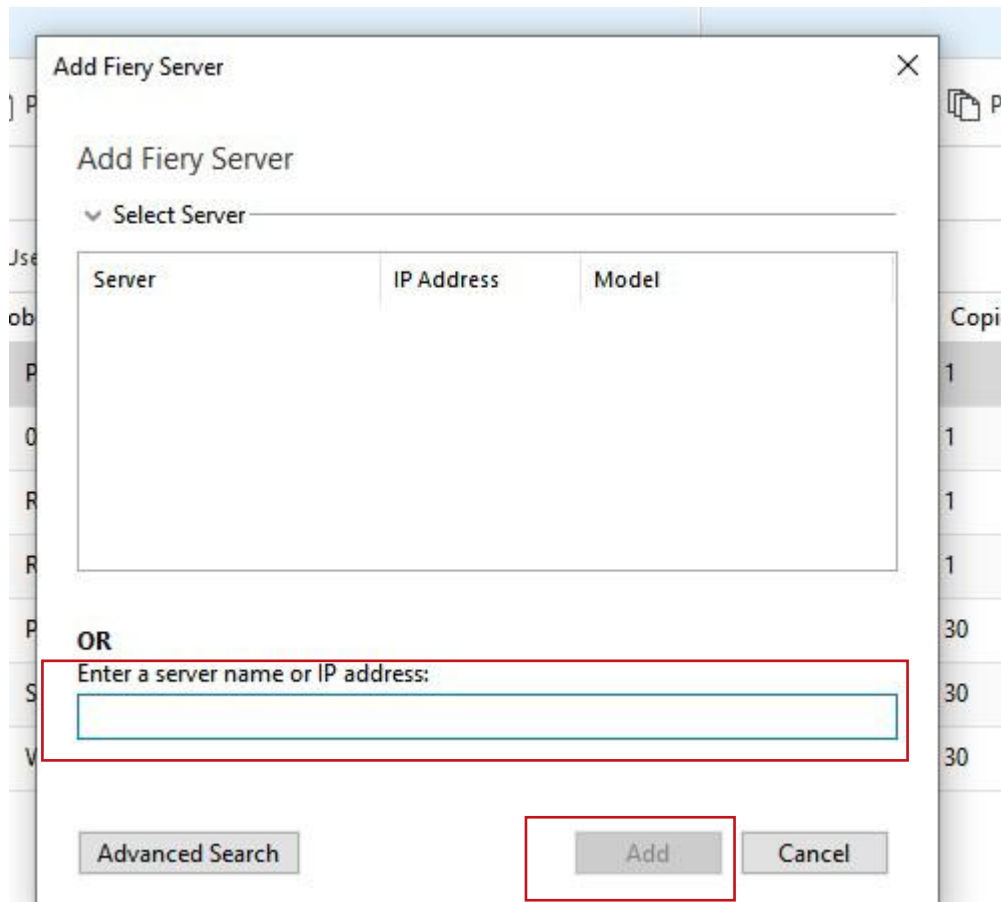 Add Fiery Server
Add Fiery Server
Select Server
Server IP Address Model
Copi
1
1
1
1
30
OR
Enter a server name or IP address:
30
30
Advanced Search Add Cancel